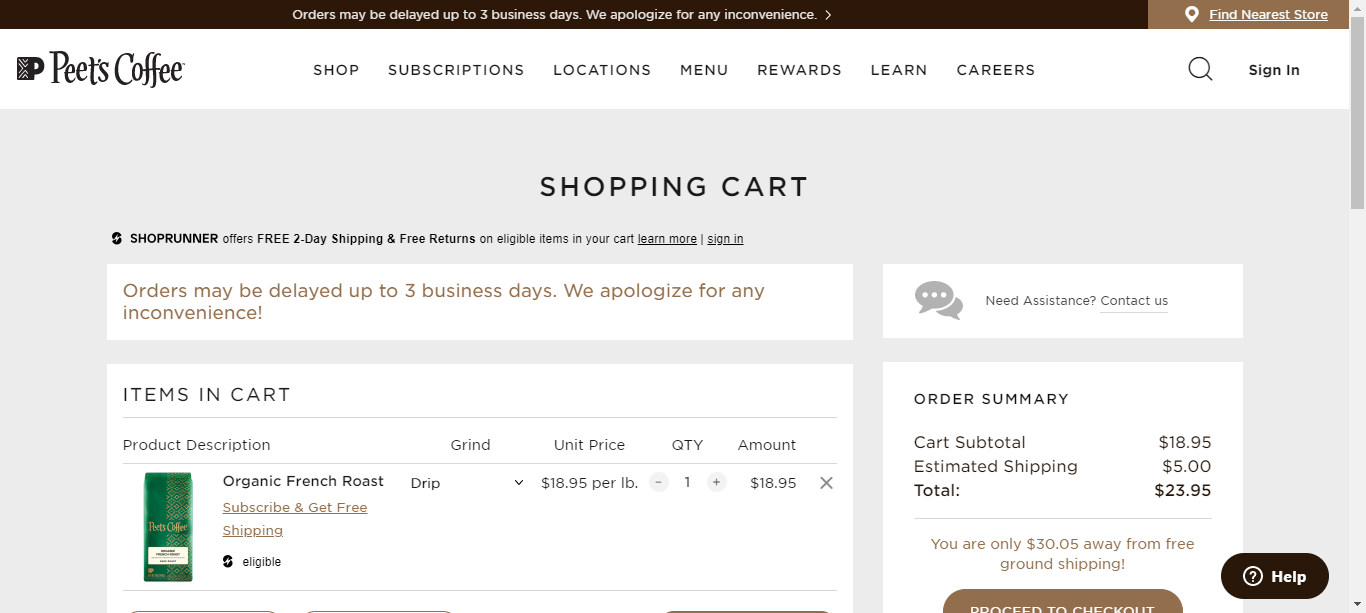 Orders may be delayed up to 3 business days. We apologize for any inconvenience.
Find Nearest Store
Peet's Coffee
SHOP SUBSCRIPTIONS LOCATIONS MENU REWARDS LEARN CAREERS
Sign In
SHOPPING CART
SHOPRUNNER offers FREE 2-Day Shipping & Free Returns on eligible items in your cart learn more | sign in
Orders may be delayed up to 3 business days. We apologize for any
inconvenience!
Need Assistance? Contact us
ITEMS IN CART
Product Description Grind Unit Price QTY Amount
Peet's Coffee
ORGANIC
FRENCH ROAST
Organic French Roast
Subscribe & Get Free
Shipping
eligible
Drip
$18.95 per lb.
- 1 +
$18.95
ORDER SUMMARY
Cart Subtotal $18.95
Estimated Shipping $5.00
Total: $23.95
You are only $30.05 away from free
ground shipping!
PROCEED TO CHECKOUT
Help